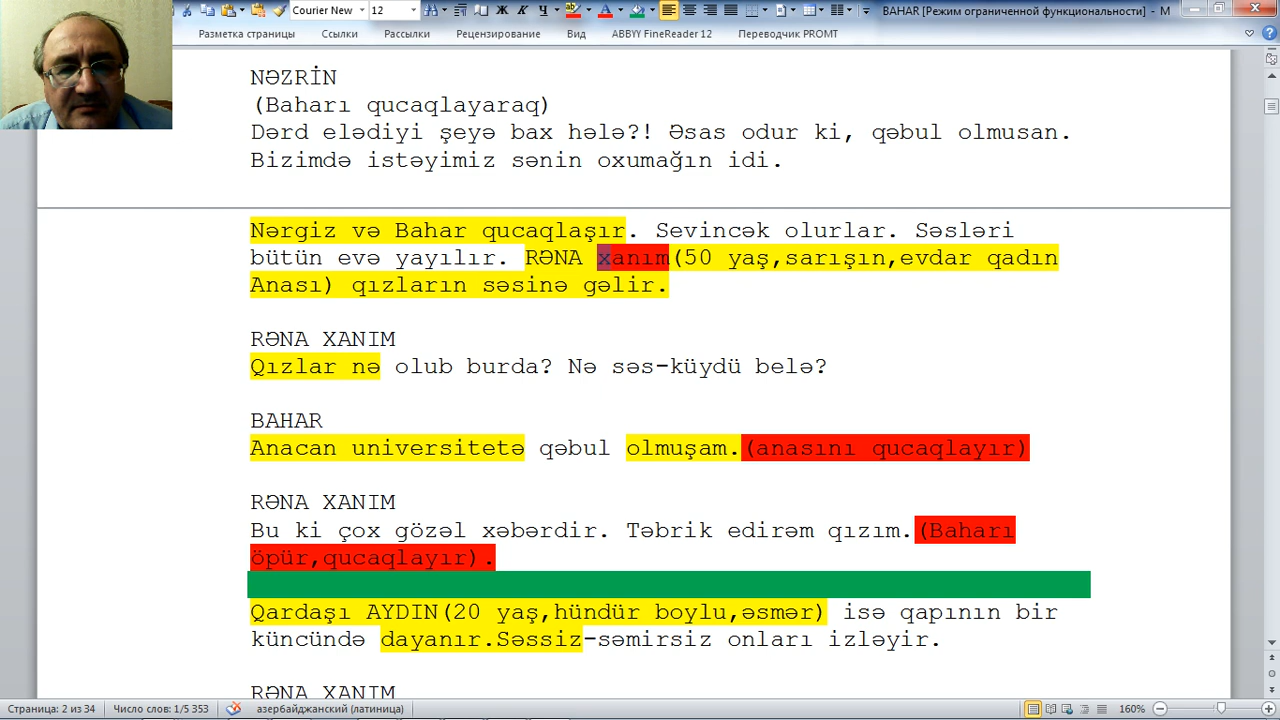 Courier New
12
BAHAR [Режим ограниченной функциональности] - M
Разметка страницы
Ссылки
Рассылки
Рецензирование
Вид
ABBYY FineReader 12
Переводчик PROMT
NƏZRİN
(Baharı qucaqlayaraq)
Dərd elədiyi şeyə bax hələ?! Əsas odur ki, qəbul olmusan.
Bizimdə istəyimiz sənin oxumağın idi.
Nərgiz və Bahar qucaqlaşır. Sevincək olurlar. Səsləri
bütün evə yayılır. RƏNA xanım(50 yaş,sarışın,evdar qadın
Anası) qızların səsinə gəlir.
RƏNA XANIM
Qızlar nə olub burda? Nə səs-küydü belə?
BAHAR
Anacan universitetə qəbul olmuşam.(anasını qucaqlayır)
RƏNA XANIM
Bu ki çox gözəl xəbərdir. Təbrik edirəm qızım.(Baharı
öpür,qucaqlayır).
Qardaşı AYDIN(20 yaş,hündür boylu,əsmər) isə qapının bir
küncündə dayanır.Səssiz-səmirsiz onları izləyir.
RƏNA XANIM
Страница: 2 из 34
Число слов: 1/5 353
азербайджанский (латиница)
160%